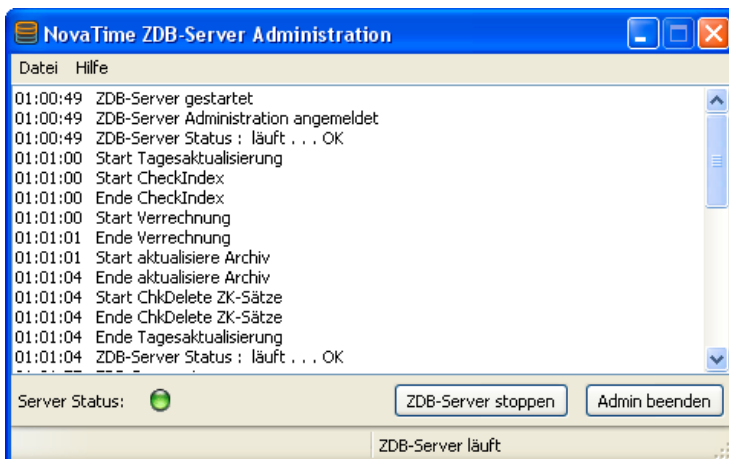 NovaTime ZDB-Server Administration
Datei Hilfe
01:00:49 ZDB-Server gestartet
01:00:49 ZDB-Server Administration angemeldet
01:00:49 ZDB-Server Status : läuft . . . OK
01:01:00 Start Tagesaktualisierung
01:01:00 Start CheckIndex
01:01:00 Ende CheckIndex
01:01:00 Start Verrechnung
01:01:01 Ende Verrechnung
01:01:01 Start aktualisiere Archiv
01:01:04 Ende aktualisiere Archiv
01:01:04 Start ChkDelete ZK-Sätze
01:01:04 Ende ChkDelete ZK-Sätze
01:01:04 Ende Tagesaktualisierung
01:01:04 ZDB-Server Status : läuft . . . OK
Server Status: ZDB-Server stoppen Admin beenden
ZDB-Server läuft